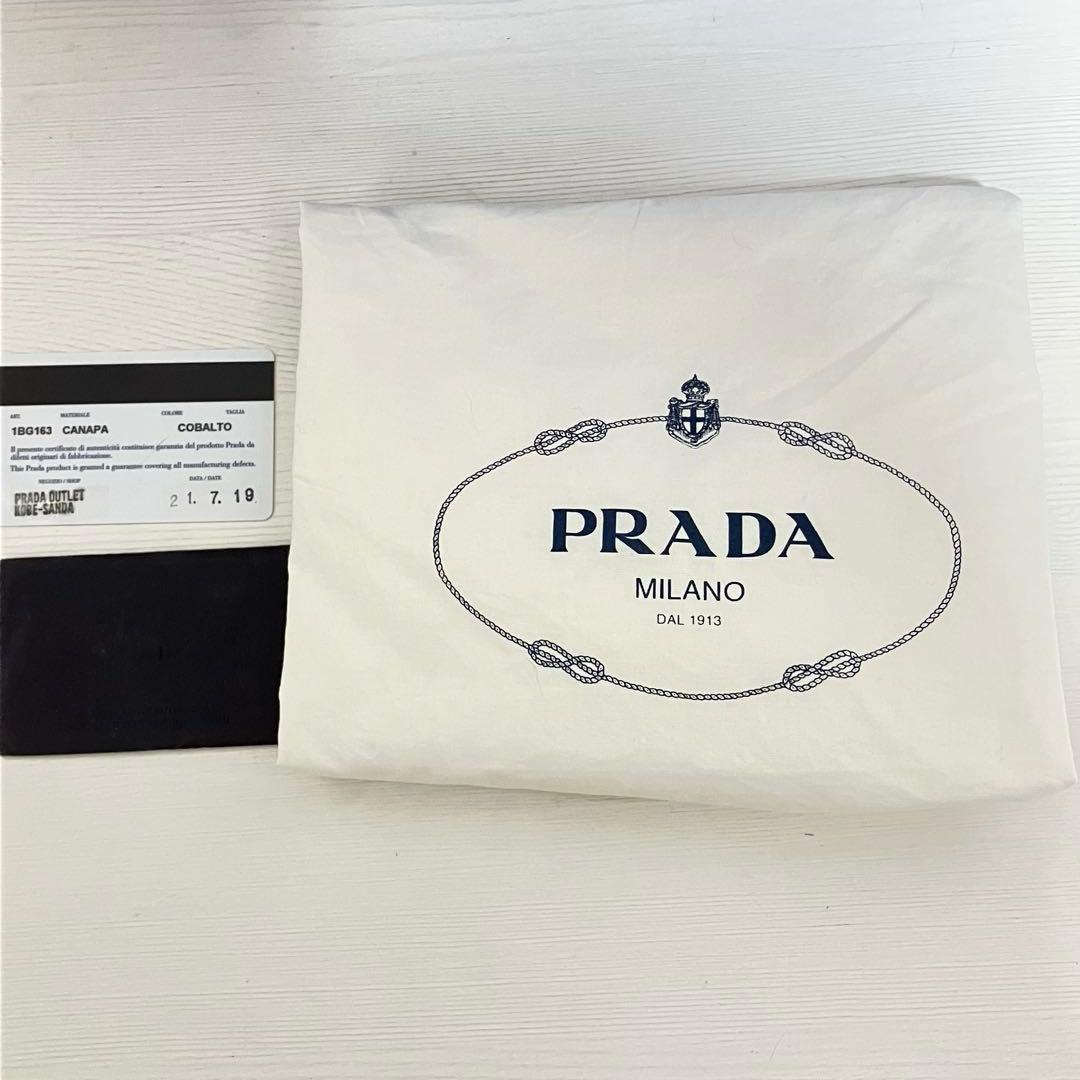 ART. MATERIALE COLORE TAGLIA
1BG163 CANAPA COBALTO
Il presente certificato di autenticità costituisce garanzia del prodotto Prada da
difetti originari di fabbricazione.
This Prada product is granted a guarantee covering all manufacturing defects.
NEGOZIO / SHOP DATA / DATE
PRADA OUTLET
KOBE-SANDA
21. 7. 19
PRADA
MILANO
DAL 1913